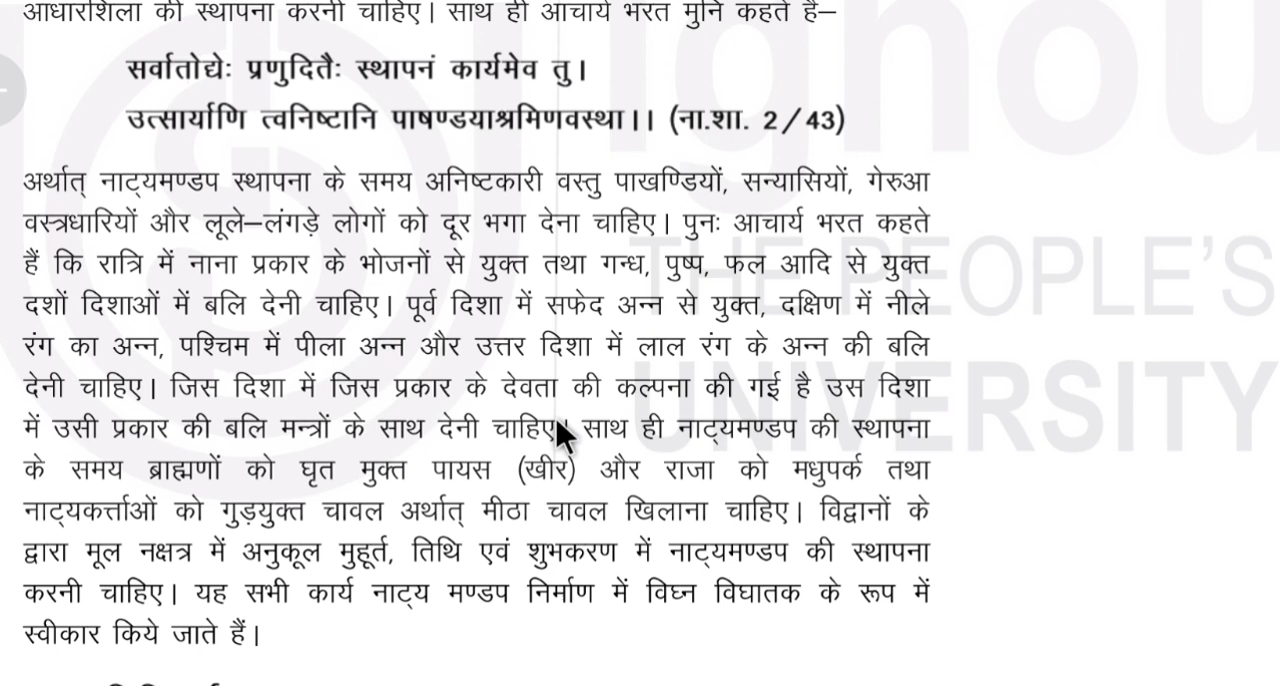 आधारशिला की स्थापना करनी चाहिए। साथ ही आचार्य भरत मुनि कहते हैं–
सर्वातोद्येः प्रणुदितैः स्थापनं कार्यमेव तु।
उत्सार्याणि त्वनिष्टानि पाषण्डयाश्रमिणवस्था।। (ना.शा. 2/43)
अर्थात् नाट्यमण्डप स्थापना के समय अनिष्टकारी वस्तु पाखण्डियों, सन्यासियों, गेरुआ
वस्त्रधारियों और लूले–लंगड़े लोगों को दूर भगा देना चाहिए। पुनः आचार्य भरत कहते
हैं कि रात्रि में नाना प्रकार के भोजनों से युक्त तथा गन्ध, पुष्प, फल आदि से युक्त
दशों दिशाओं में बलि देनी चाहिए। पूर्व दिशा में सफेद अन्न से युक्त, दक्षिण में नीले
रंग का अन्न, पश्चिम में पीला अन्न और उत्तर दिशा में लाल रंग के अन्न की बलि
देनी चाहिए। जिस दिशा में जिस प्रकार के देवता की कल्पना की गई है उस दिशा
में उसी प्रकार की बलि मन्त्रों के साथ देनी चाहिए। साथ ही नाट्यमण्डप की स्थापना
के समय ब्राह्मणों को घृत मुक्त पायस (खीर) और राजा को मधुपर्क तथा
नाट्यकर्त्ताओं को गुड़युक्त चावल अर्थात् मीठा चावल खिलाना चाहिए। विद्वानों के
द्वारा मूल नक्षत्र में अनुकूल मुहूर्त, तिथि एवं शुभकरण में नाट्यमण्डप की स्थापना
करनी चाहिए। यह सभी कार्य नाट्य मण्डप निर्माण में विघ्न विघातक के रूप में
स्वीकार किये जाते हैं।
ignou
THE PEOPLE'S
UNIVERSITY